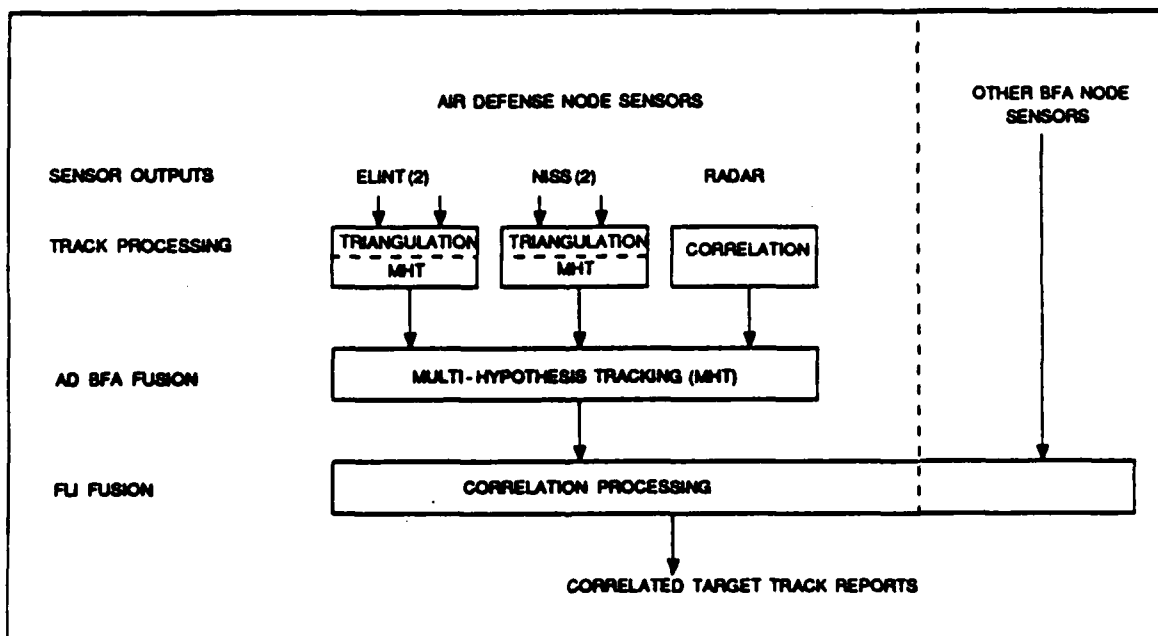 AIR DEFENSE NODE SENSORS
OTHER BFA NODE
SENSORS
SENSOR OUTPUTS
ELINT (2)
NISS (2)
RADAR
TRACK PROCESSING
TRIANGULATION
MHT
TRIANGULATION
MHT
CORRELATION
AD BFA FUSION
MULTI-HYPOTHESIS TRACKING (MHT)
FLI FUSION
CORRELATION PROCESSING
CORRELATED TARGET TRACK REPORTS